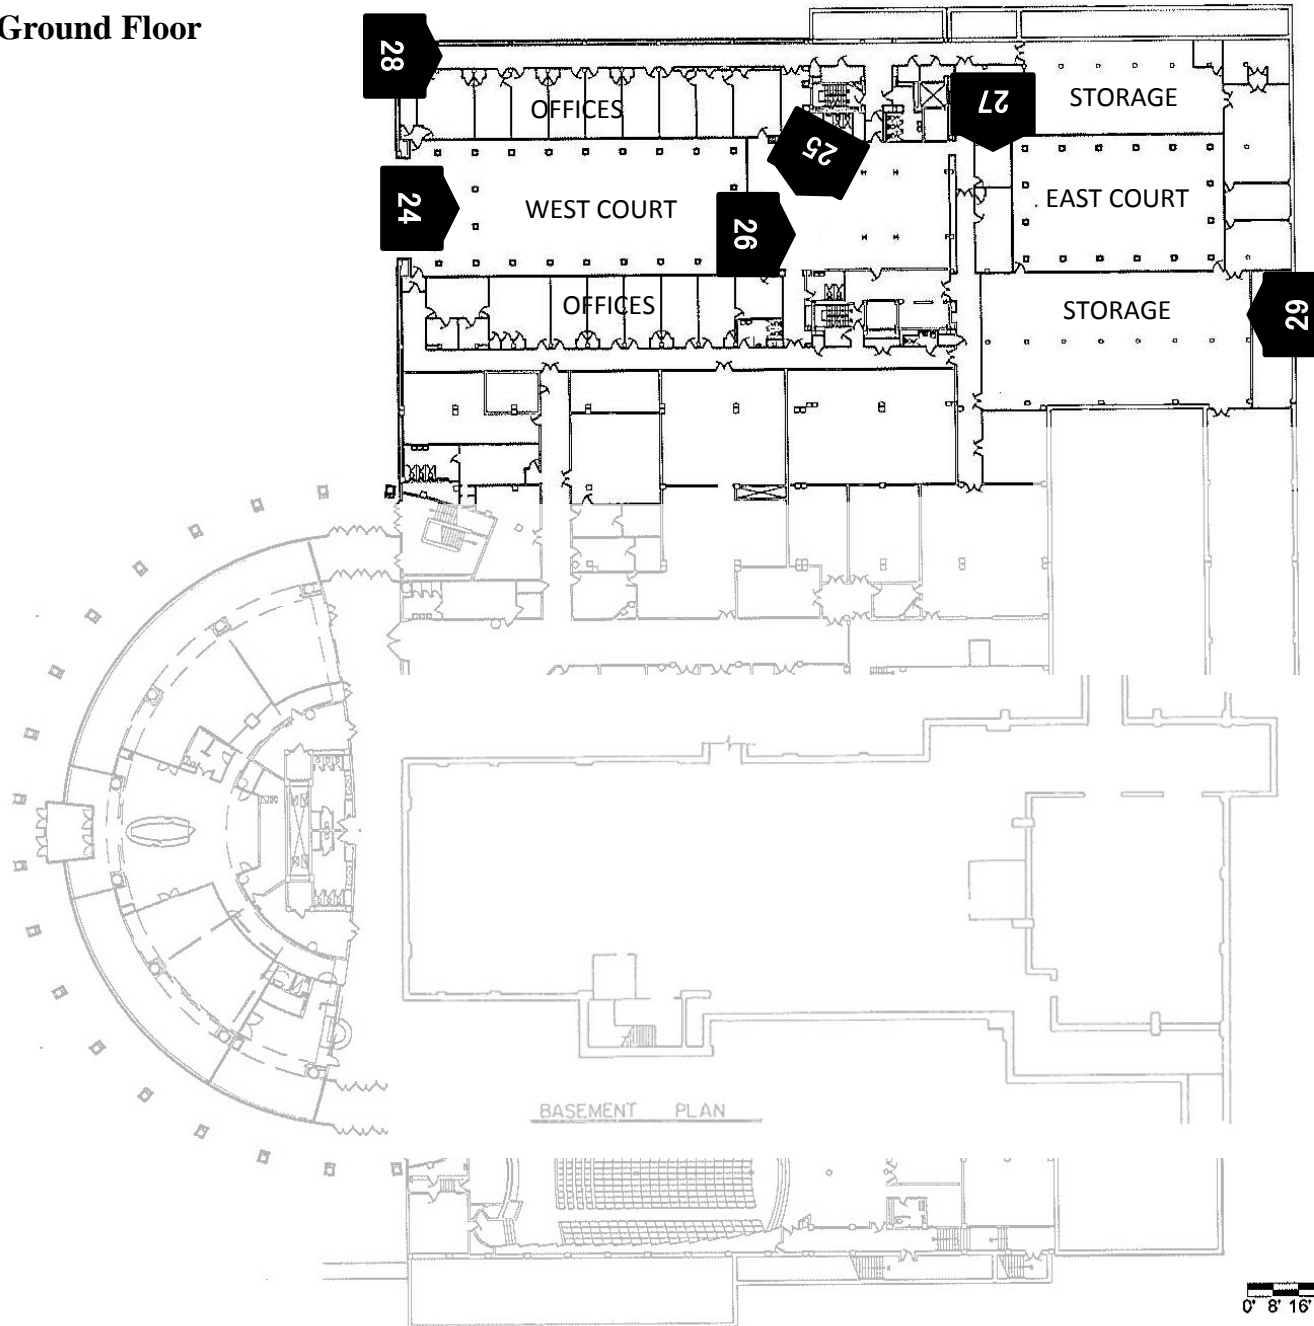 Ground Floor
28
OFFICES
27
STORAGE
25
24
WEST COURT
26
EAST COURT
OFFICES
STORAGE
29
BASEMENT PLAN
0' 8' 16'